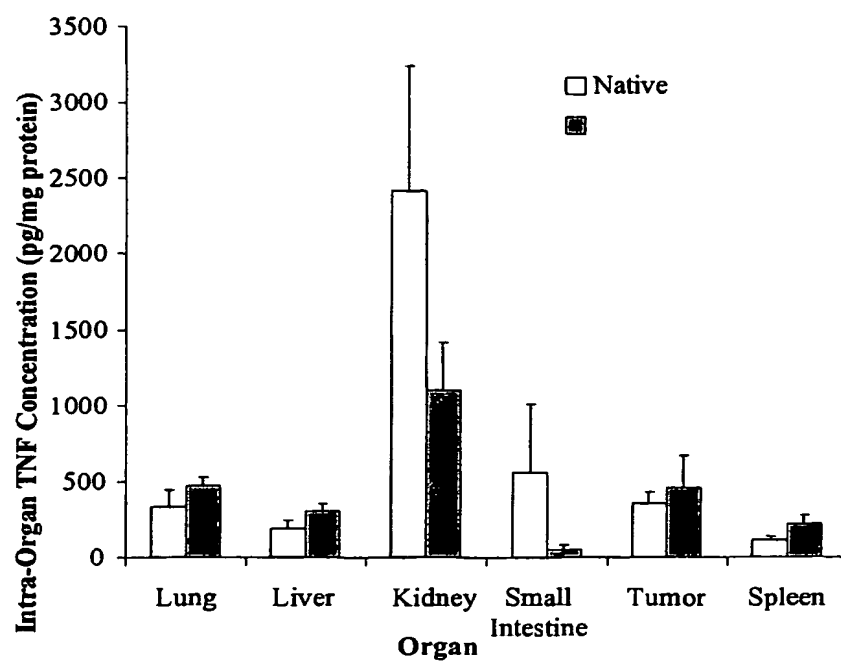 3500
3000
2500
2000
1500
1000
500
0
Intra-Organ TNF Concentration (pg/mg protein)
Native
Lung
Liver
Kidney
Small
Intestine
Tumor
Spleen
Organ